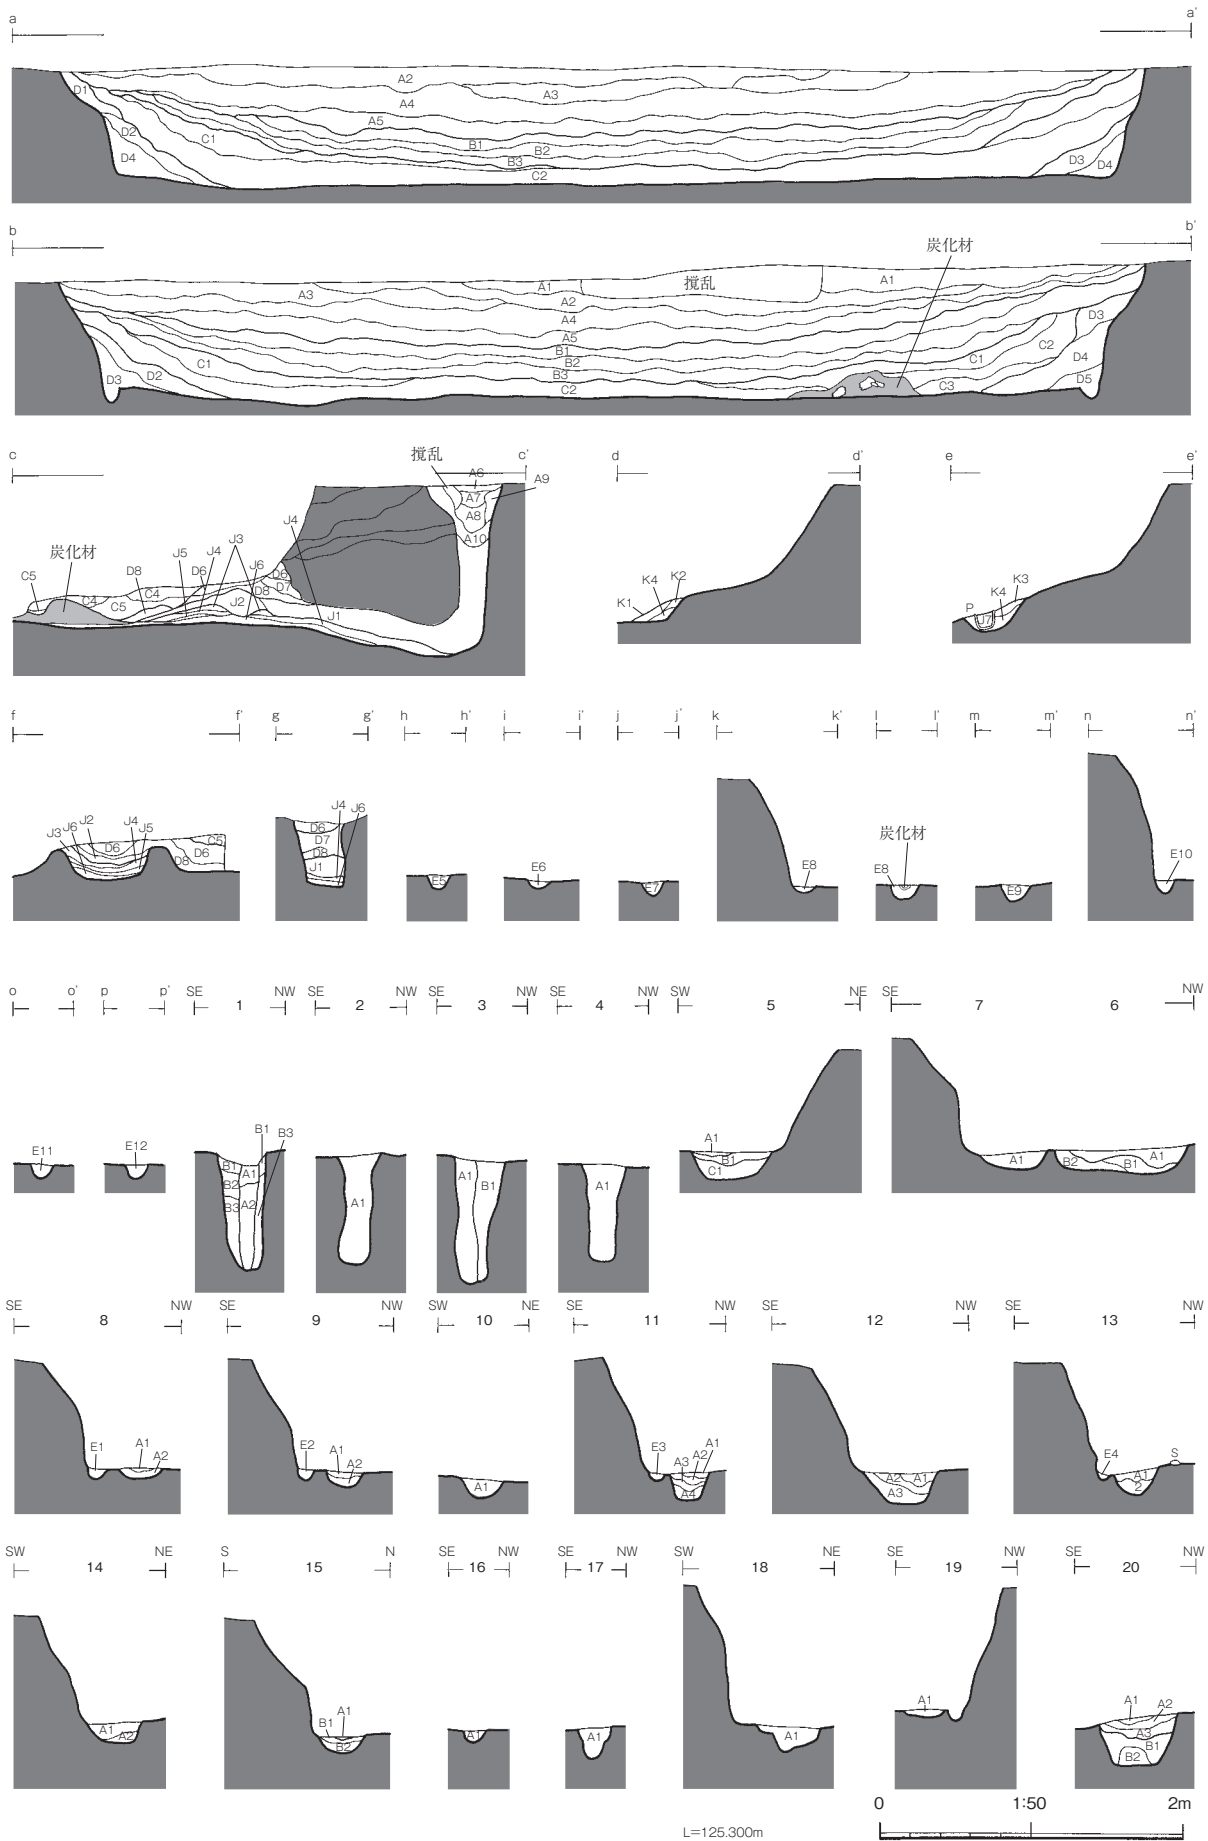 a a'
A2
A3
D1
A4
A5
D2
C1
B1
B2
D4
B3
D3
D4
C2
b b'
炭化材
A1 撹乱 A1
A3
A2
A4
D3
A5
C2
B1
C1 C1
B2
D4
D3 D2 B3
C3
D5
C2
c 撹乱 c' d d' e e'
A6
A9
A7
A8
J4
J3
A10
炭化材
J5 J4
J6
D8 D6 D6
C5 D7
C4 C4 D8
C5 J2
J1
K4 K2
K1
K3
K4
P
J7
f f' g g' h h' i i' j j' k k' l l' m m' n n'
J2 J4
J3 J6 J5
D6
C5
D6
D8
J4 J6
D6
D7
D8
J1
E5
E6
E7
E8
炭化材
E8
E9
E10
o o' p p' SE 1 NW SE 2 NW SE 3 NW SE 4 NW SW 5 NE SE 7 6 NW
E11
E12
B1
B3
B1
A1
B2
A2
B3
A1
A1
B1
A1
A1
B1
C1
A1
B2
B1
A1
SE 8 NW SE 9 NW SW 10 NE SE 11 NW SE 12 NW SE 13 NW
E1 A1
A2
E2 A1
A2
A1
E3 A1
A3 A2
A4
A2 A1
A3
E4 S
A1
2
SW 14 NE S 15 N SE 16 NW SE 17 NW SW 18 NE SE 19 NW SE 20 NW
A1
A2
A1
B1
B2
A1
A1
A1
A1
A1 A2
A3
B1
B2
0 1:50 2m
L=125.300m